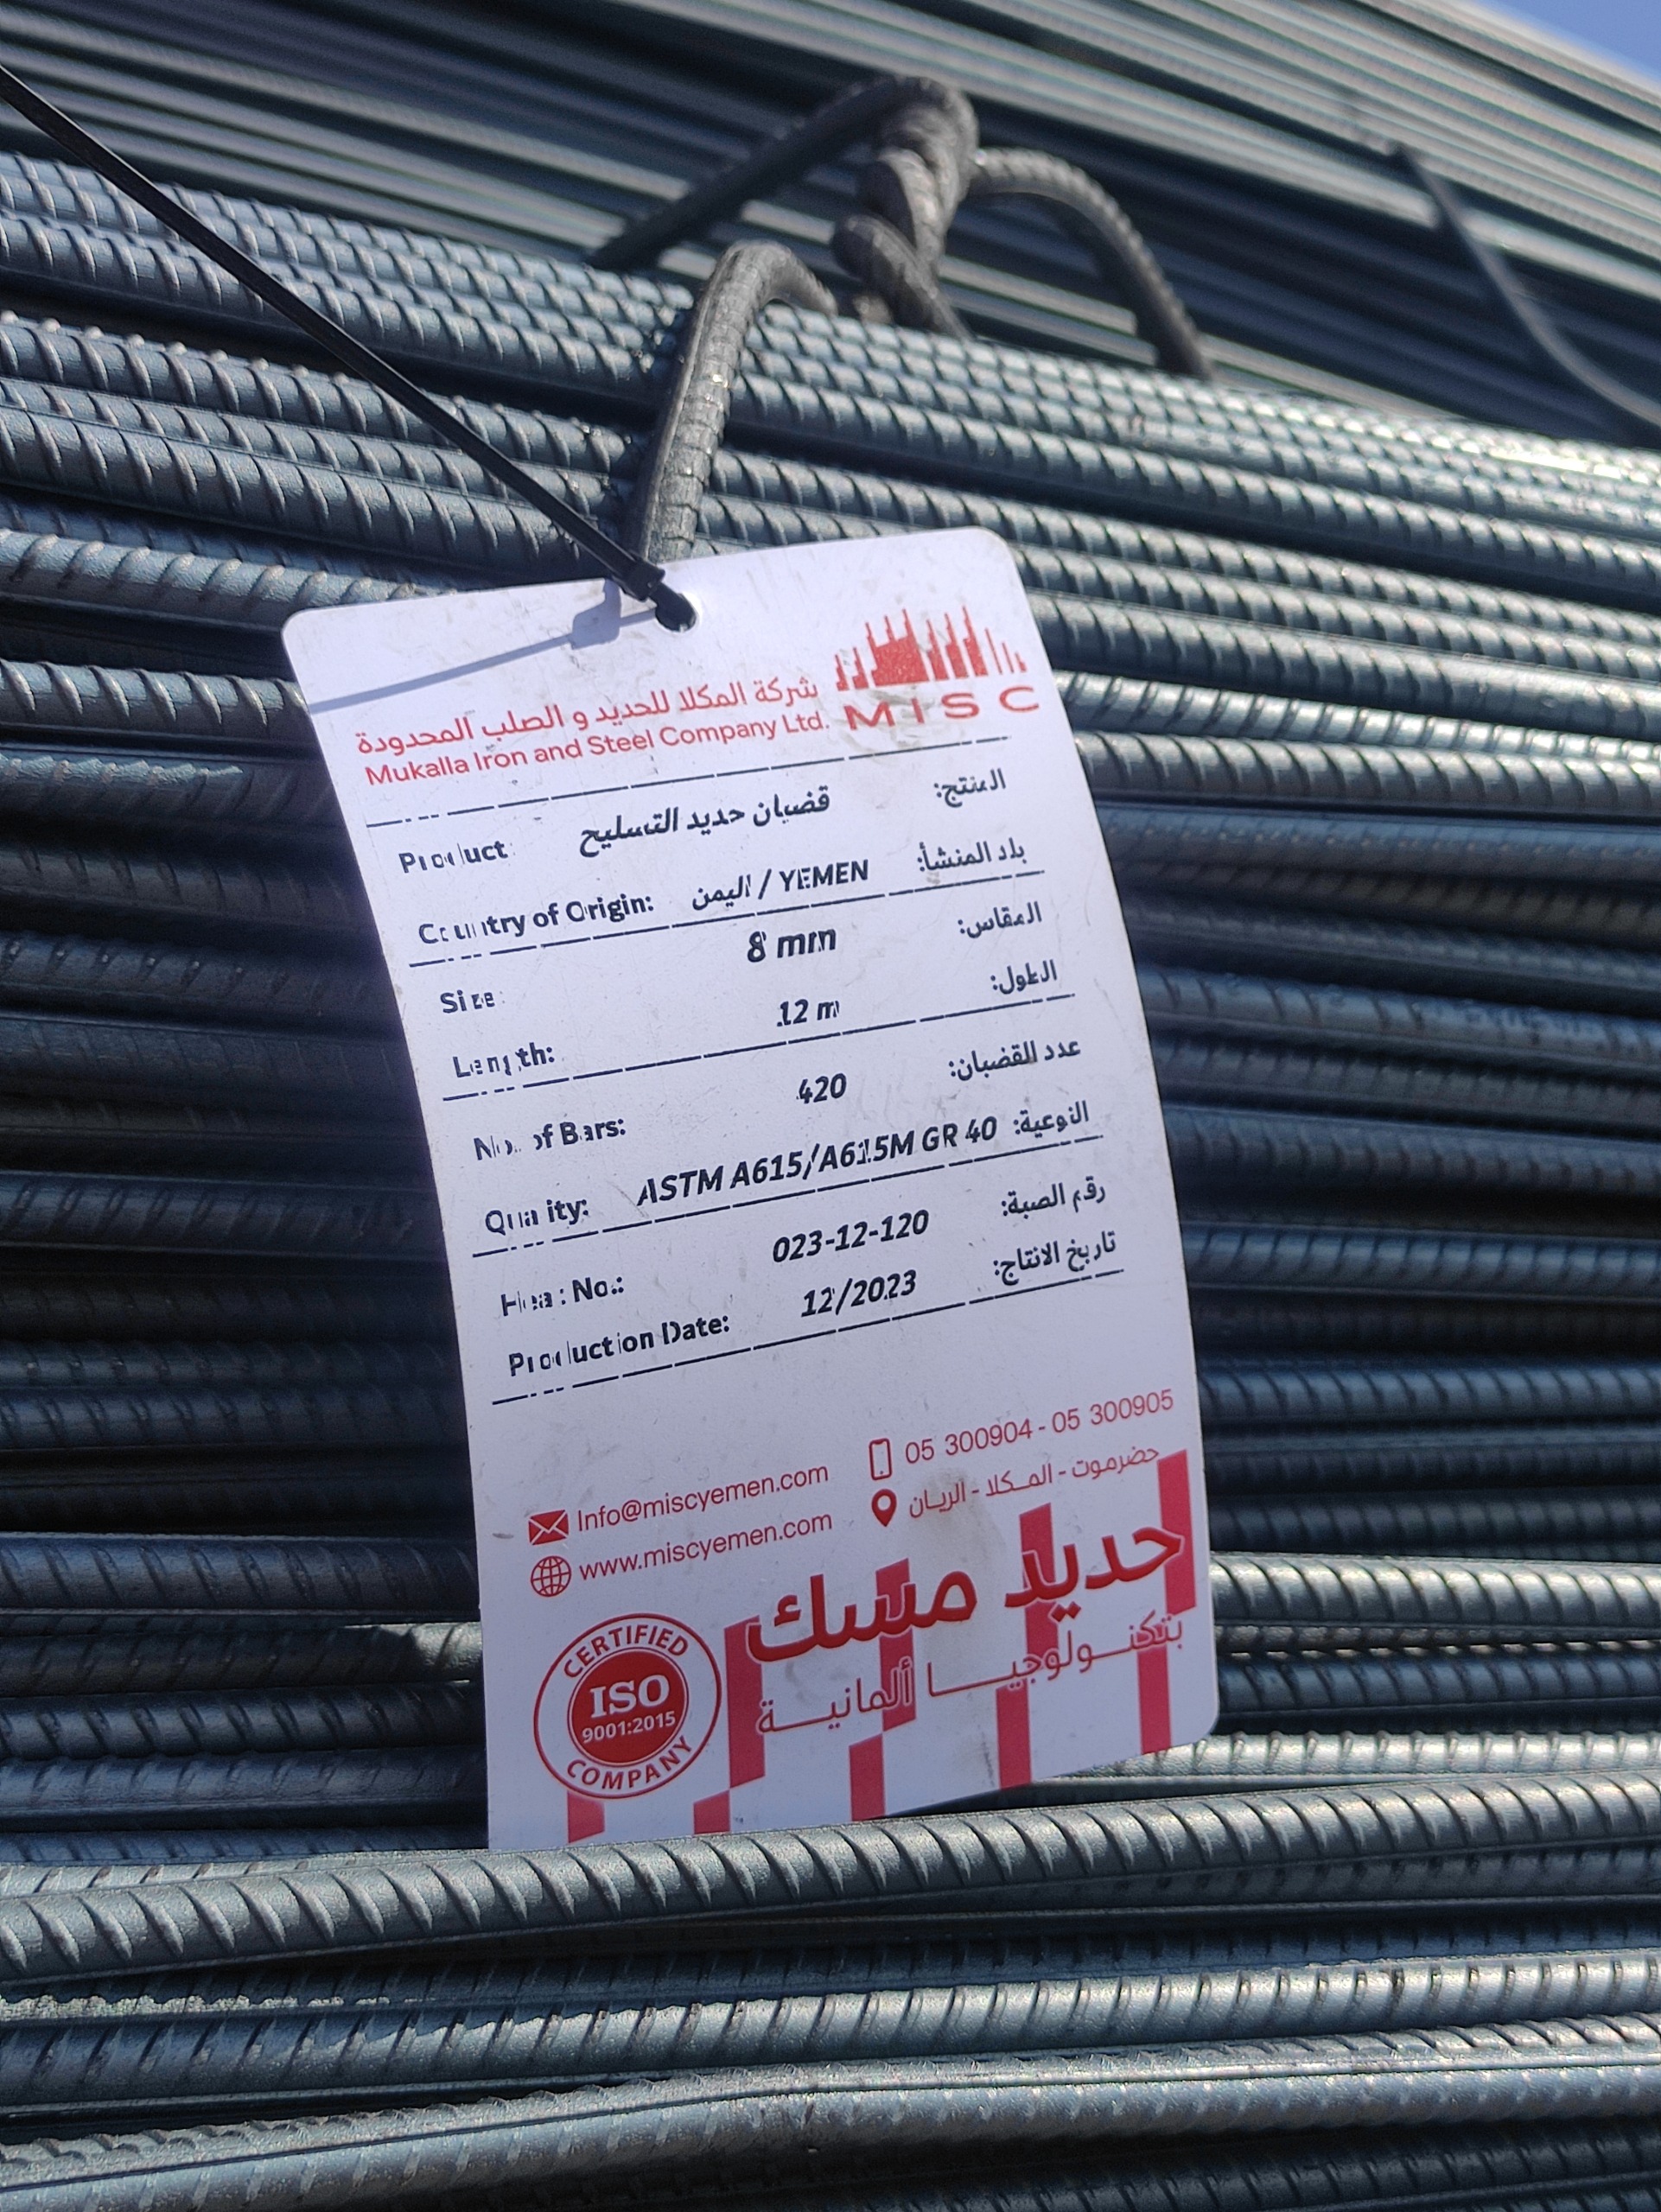 شركة المكلا للحديد و الصلب المحدودة
Mukalla Iron and Steel Company Ltd.
MISC
Product: قضبان حديد التسليح المنتج:
Country of Origin: اليمن / YEMEN بلد المنشأ:
Size: 8 mm المقاس:
Length: 12 m الطول:
No. of Bars: 420 عدد القضبان:
Quality: ASTM A615/A615M GR 40 النوعية:
Heat No.: 023-12-120 رقم الصبة:
Production Date: 12/2023 تاريخ الانتاج:
05 300904 - 05 300905
Info@miscyemen.com
حضرموت - المكلا - الريان
www.miscyemen.com
حديد مسك
بتكنولوجيا ألمانية
CERTIFIED
ISO
9001:2015
COMPANY